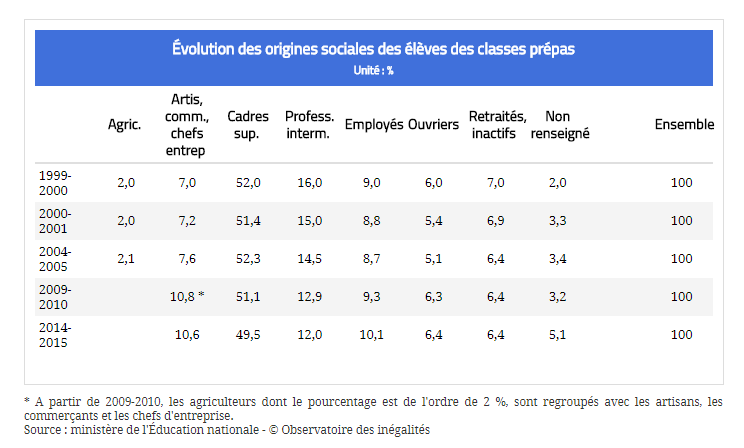 Évolution des origines sociales des élèves des classes prépas
Unité : %
Agric. Artis, comm., chefs entrep Cadres sup. Profess. interm. Employés Ouvriers Retraités, inactifs Non renseigné Ensemble
1999-2000 2,0 7,0 52,0 16,0 9,0 6,0 7,0 2,0 100
2000-2001 2,0 7,2 51,4 15,0 8,8 5,4 6,9 3,3 100
2004-2005 2,1 7,6 52,3 14,5 8,7 5,1 6,4 3,4 100
2009-2010 10,8 * 51,1 12,9 9,3 6,3 6,4 3,2 100
2014-2015 10,6 49,5 12,0 10,1 6,4 6,4 5,1 100
* A partir de 2009-2010, les agriculteurs dont le pourcentage est de l'ordre de 2 %, sont regroupés avec les artisans, les
commerçants et les chefs d'entreprise.
Source : ministère de l'Éducation nationale - © Observatoire des inégalités